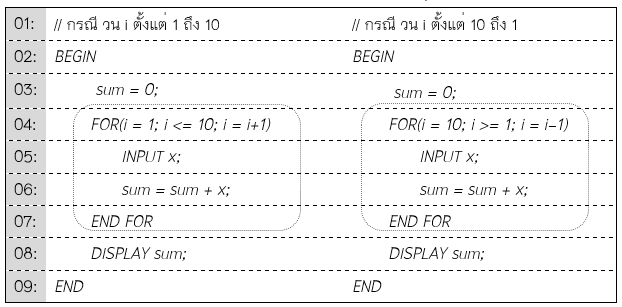 01: // กรณี วน i ตั้งแต่ 1 ถึง 10 // กรณี วน i ตั้งแต่ 10 ถึง 1
02: BEGIN BEGIN
03: sum = 0; sum = 0;
04: FOR(i = 1; i <= 10; i = i+1) FOR(i = 10; i >= 1; i = i–1)
05: INPUT x; INPUT x;
06: sum = sum + x; sum = sum + x;
07: END FOR END FOR
08: DISPLAY sum; DISPLAY sum;
09: END END